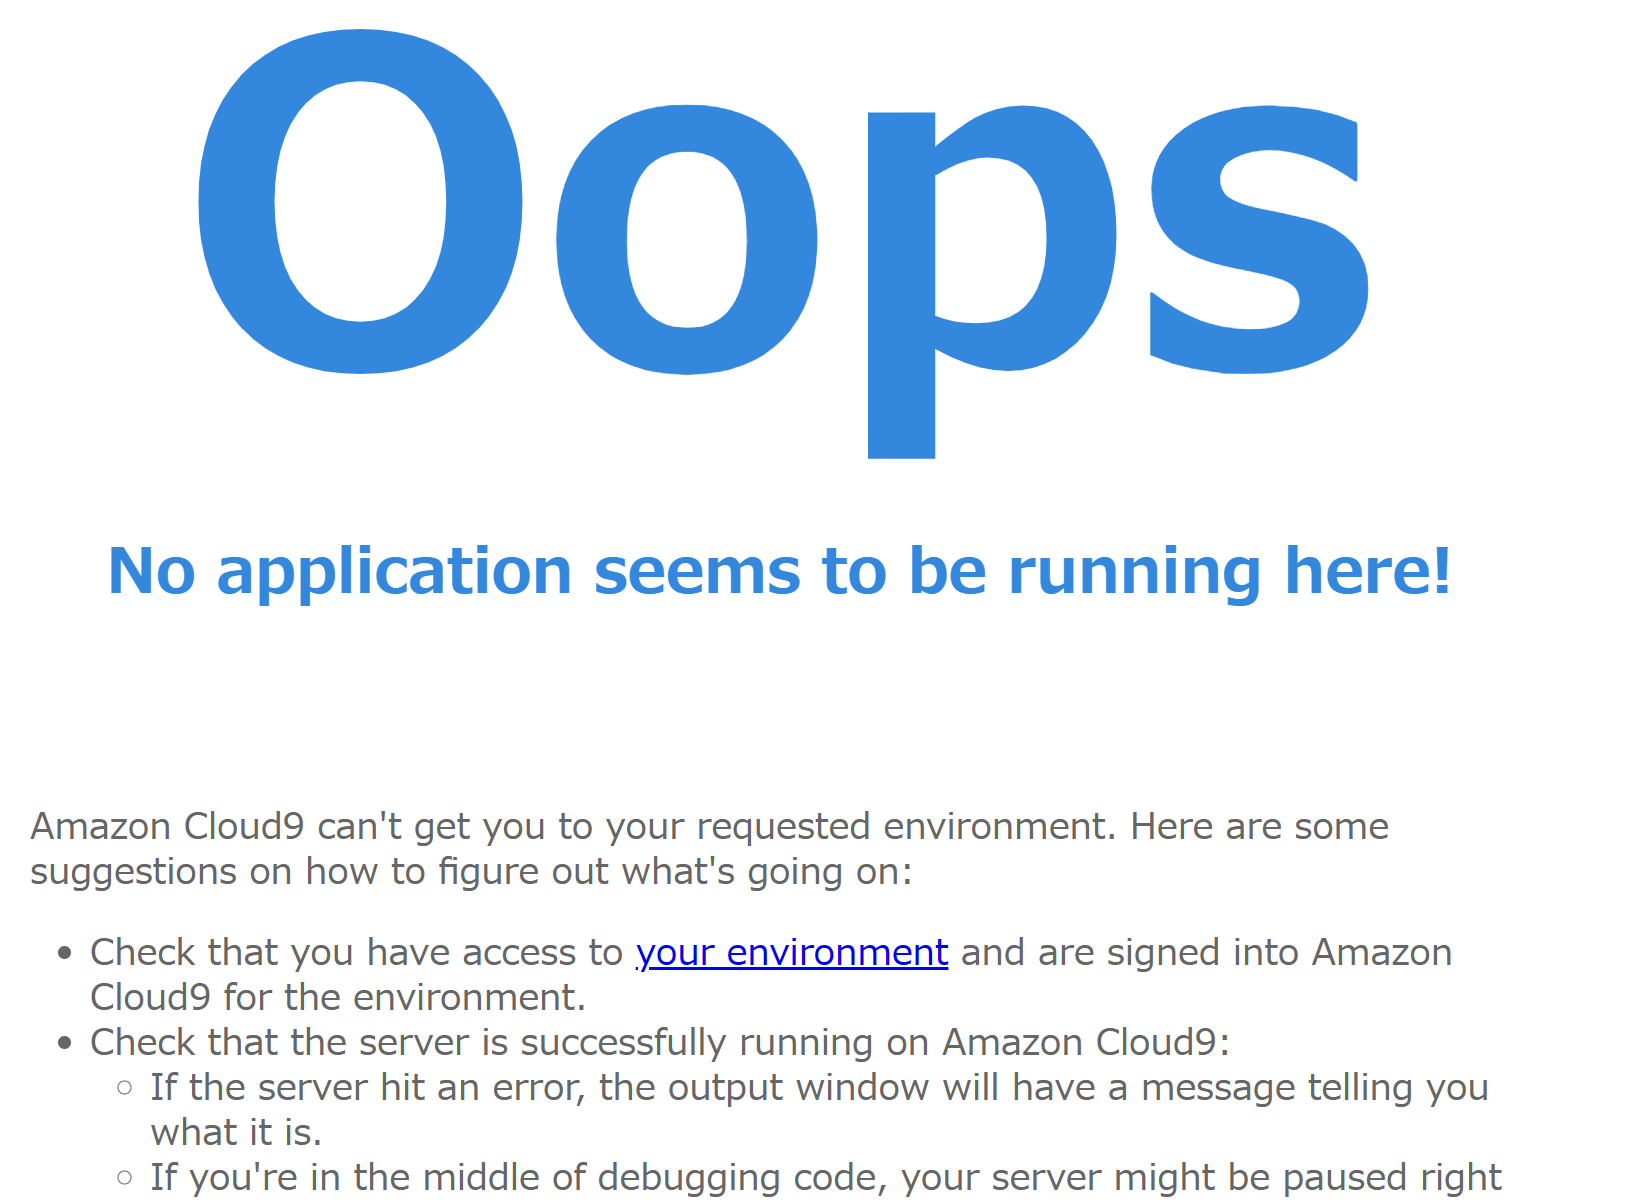 Oops
No application seems to be running here!
Amazon Cloud9 can't get you to your requested environment. Here are some
suggestions on how to figure out what's going on:
Check that you have access to your environment and are signed into Amazon
Cloud9 for the environment.
Check that the server is successfully running on Amazon Cloud9:
If the server hit an error, the output window will have a message telling you
what it is.
If you're in the middle of debugging code, your server might be paused right